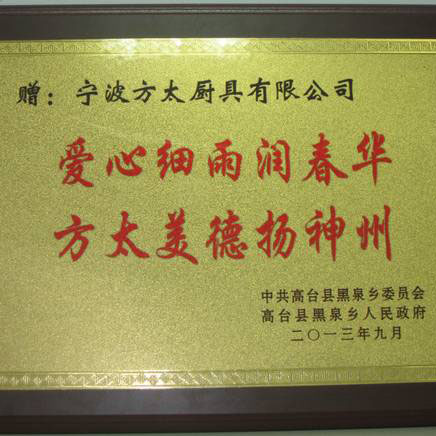 赠：宁波方太厨具有限公司
爱心细雨润春华
方太美德扬神州
中共高台县黑泉乡委员会
高台县黑泉乡人民政府
二〇一三年九月